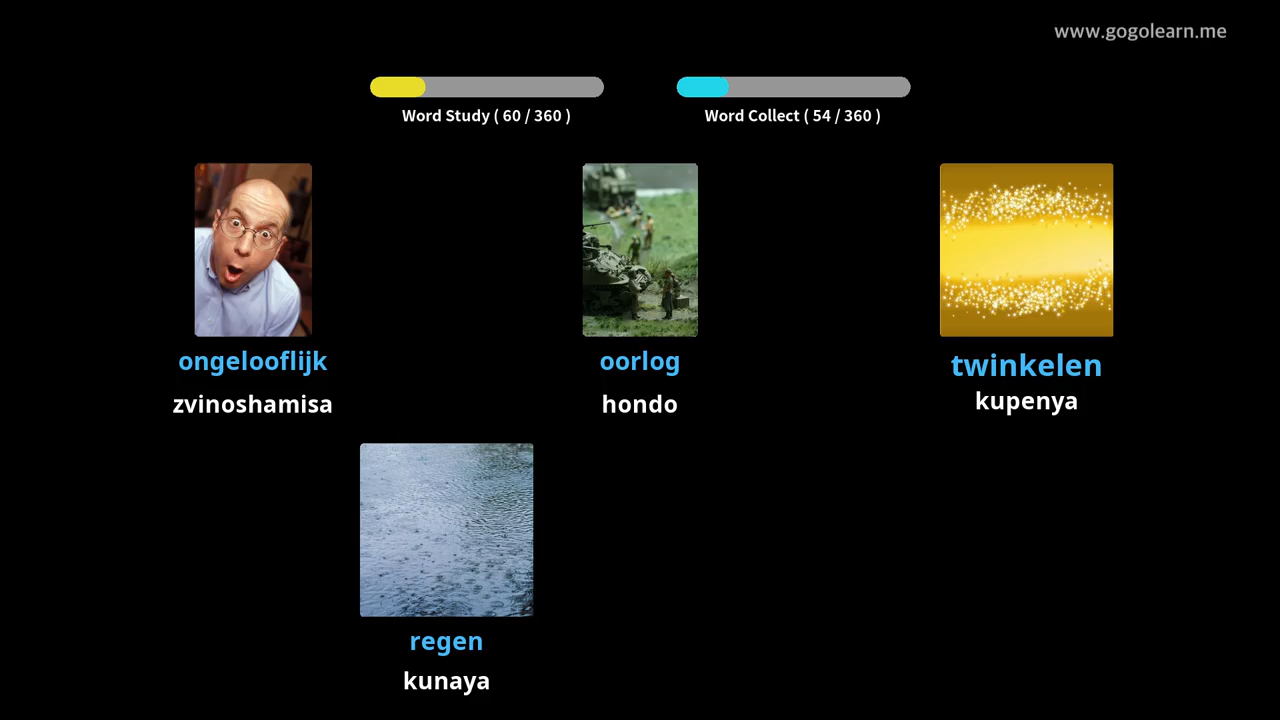 www.gogolearn.me
Word Study ( 60 / 360 )
Word Collect ( 54 / 360 )
ongelooflijk
zvinoshamisa
oorlog
hondo
twinkelen
kupenya
regen
kunaya